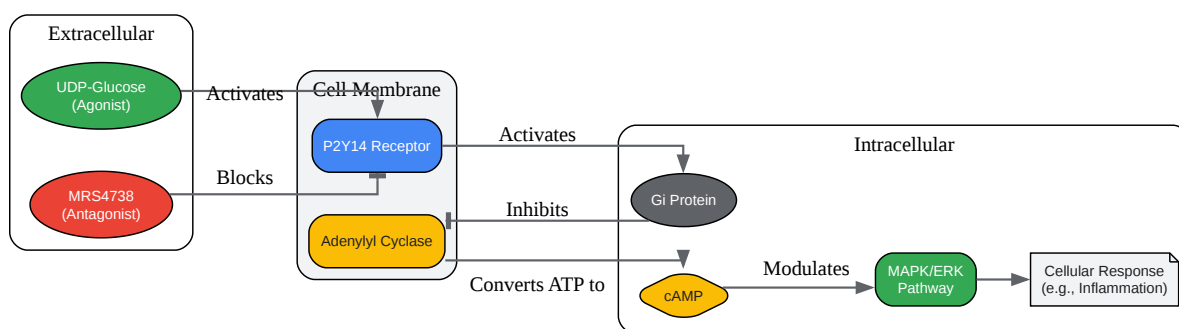 Extracellular
UDP-Glucose
(Agonist)
Activates
Cell Membrane
P2Y14 Receptor
Activates
Intracellular
MRS4738
(Antagonist)
Blocks
Gi Protein
Inhibits
Adenylyl Cyclase
Converts ATP to
cAMP
Modulates
MAPK/ERK
Pathway
Cellular Response
(e.g., Inflammation)